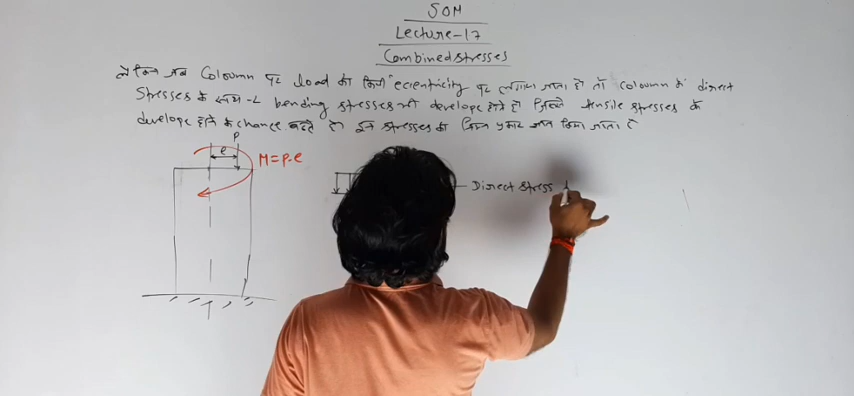 SOM
Lecture-17
Combined stresses
लेकिन जब Coloumn पर load को किसी eccentricity पर लगाया जाता है तो coloumn में direct
Stresses के साथ-2 bending stresses भी develope होते है। जिससे tensile stresses के
develope होने के chance बढ़ते है। इन stresses को निम्न प्रकार ज्ञात किया जाता है
P
e
M = P.e
Direct Stress